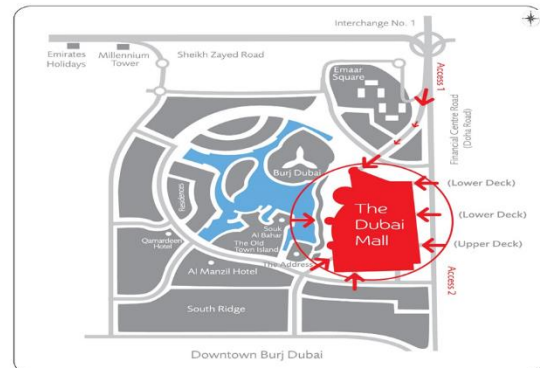 Interchange No. 1
Emirates
Holidays
Millennium
Tower
Sheikh Zayed Road
Emaar
Square
Access 1
Financial Centre Road
(Doha Road)
Burj Dubai
(Lower Deck)
Residences
The
Dubai
Mall
(Lower Deck)
Souk
Al Bahar
Qamardeen
Hotel
The Old
Town Island
(Upper Deck)
The Address
Al Manzil Hotel
Access 2
South Ridge
Downtown Burj Dubai